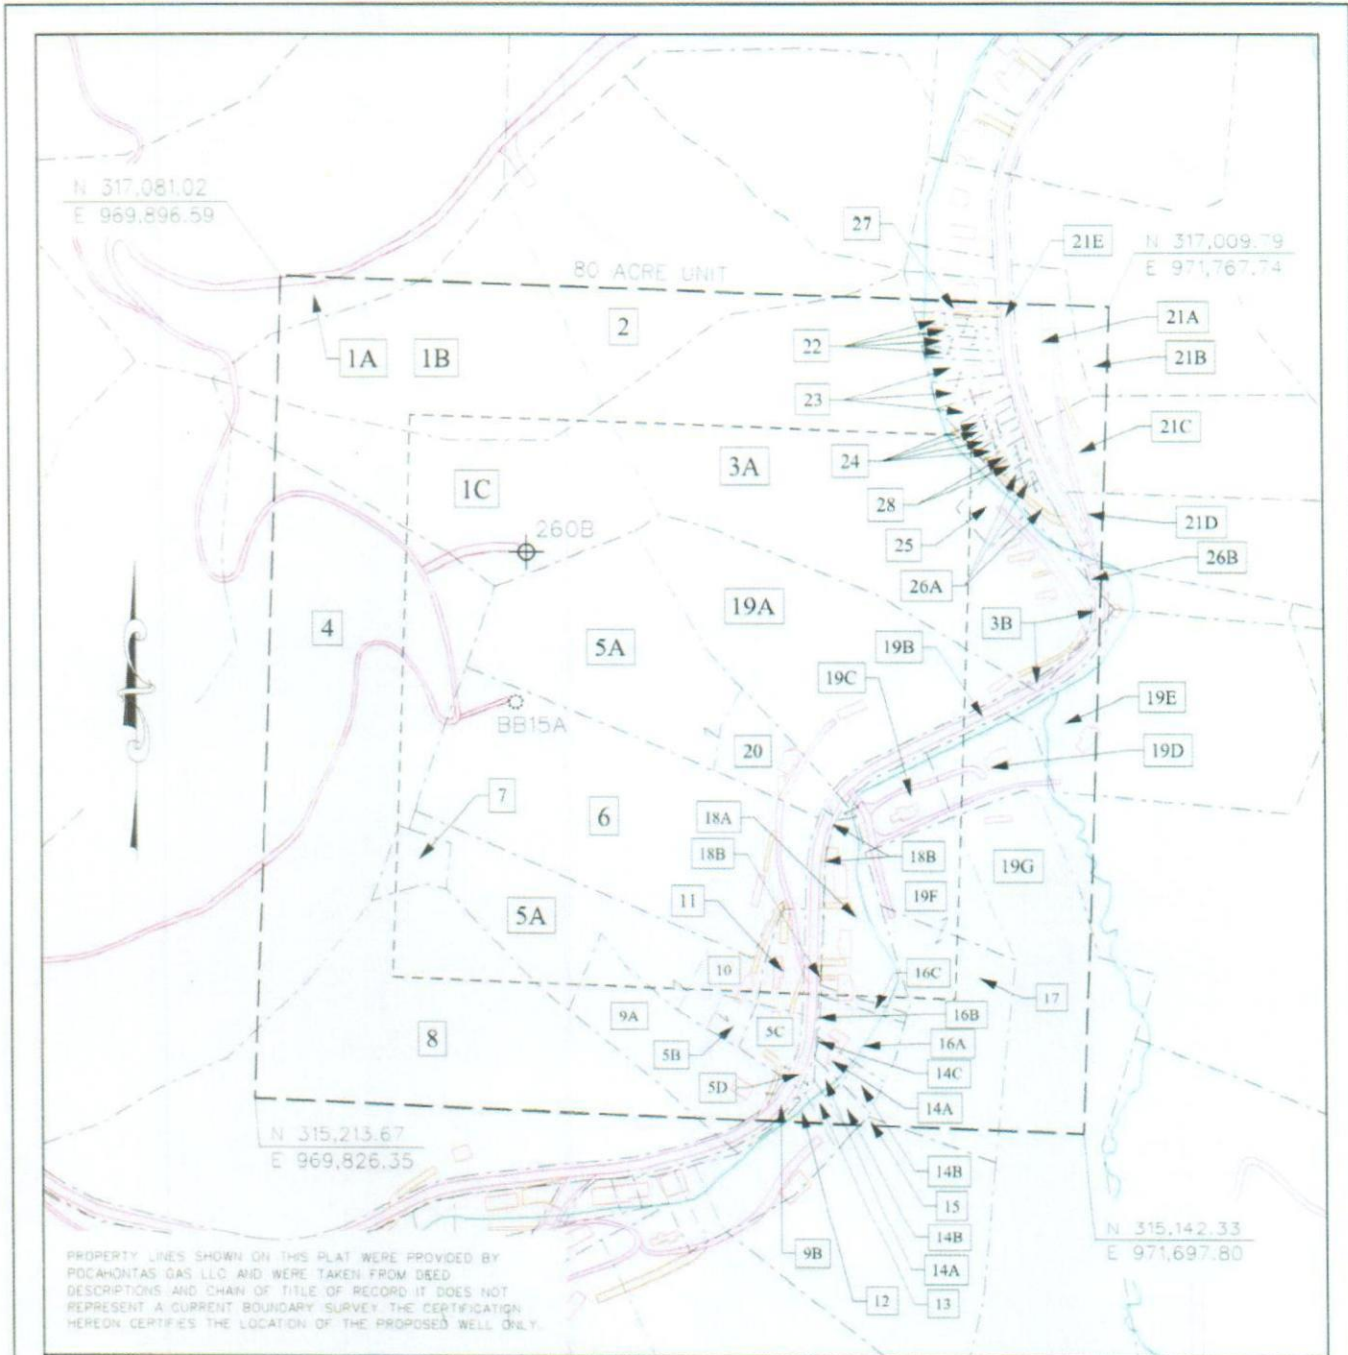 N 317,081.02
E 969,896.59
27
21E
N 317,009.79
E 971,767.74
80 ACRE UNIT
2
21A
1A
1B
22
21B
23
21C
3A
24
1C
28
260B
25
21D
26B
26A
4
19A
3B
5A
19B
19C
19E
BB15A
20
19D
7
6
18A
18B
18B
19G
11
19F
5A
10
16C
17
9A
5C
16B
8
5B
16A
14C
5D
14A
N 315,213.67
E 969,826.35
14B
15
N 315,142.33
E 971,697.80
9B
14B
14A
12
13
PROPERTY LINES SHOWN ON THIS PLAT WERE PROVIDED BY
POCAHONTAS GAS LLC AND WERE TAKEN FROM DEED
DESCRIPTIONS AND CHAIN OF TITLE OF RECORD IT DOES NOT
REPRESENT A CURRENT BOUNDARY SURVEY. THE CERTIFICATION
HEREON CERTIFIES THE LOCATION OF THE PROPOSED WELL ONLY.